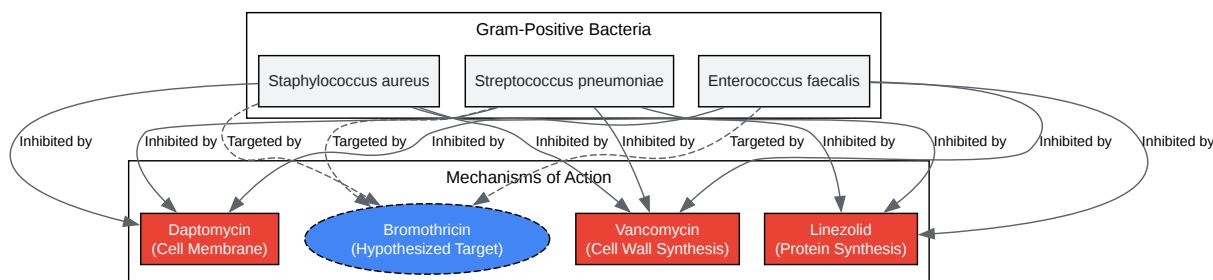 Gram-Positive Bacteria
Staphylococcus aureus
Streptococcus pneumoniae
Enterococcus faecalis
Inhibited by
Targeted by
Inhibited by
Targeted by
Inhibited by
Inhibited by
Inhibited by
Targeted by
Inhibited by
Inhibited by
Inhibited by
Inhibited by
Mechanisms of Action
Daptomycin
(Cell Membrane)
Bromothricin
(Hypothesized Target)
Vancomycin
(Cell Wall Synthesis)
Linezolid
(Protein Synthesis)